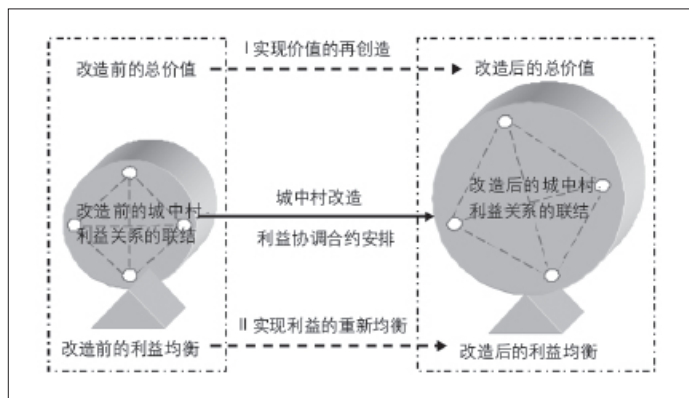 Ⅰ 实现价值的再创造
改造前的总价值
改造后的总价值
改造前的城中村
利益关系的联结
城中村改造
利益协调合约安排
改造后的城中村
利益关系的联结
Ⅱ 实现利益的重新均衡
改造前的利益均衡
改造后的利益均衡